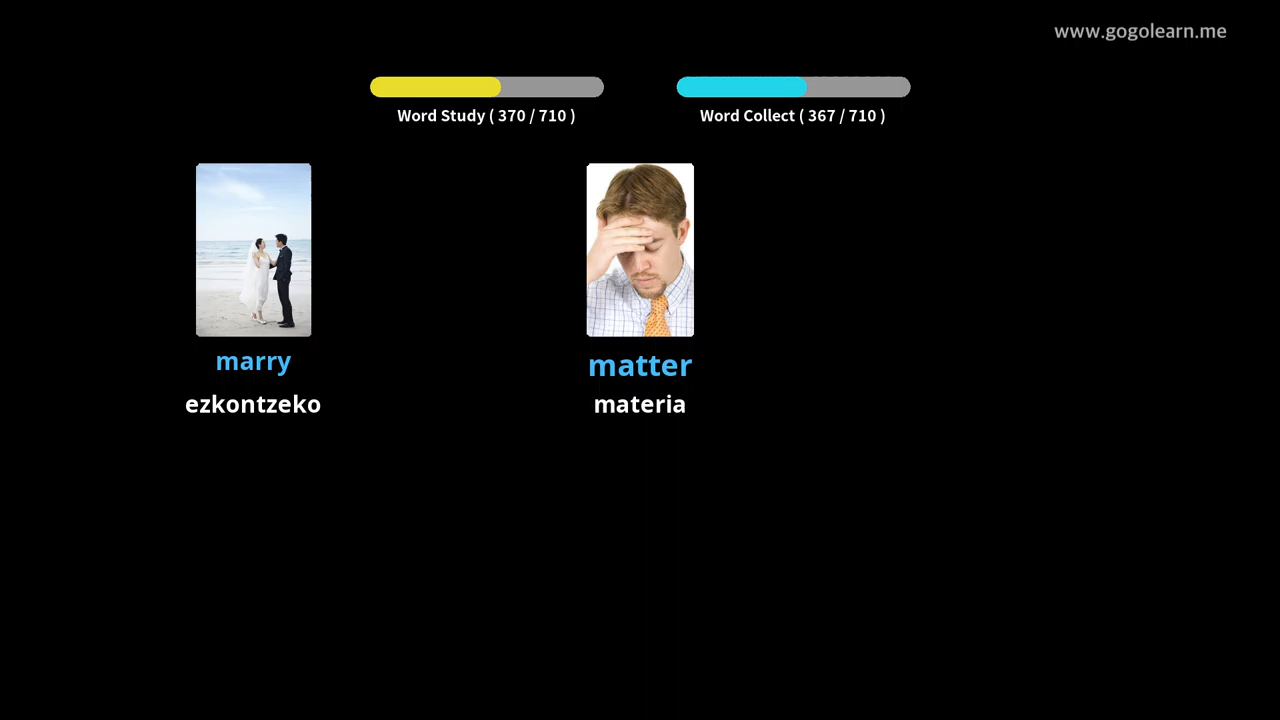 www.gogolearn.me
Word Study ( 370 / 710 )
Word Collect ( 367 / 710 )
marry
matter
ezkontzeko
materia